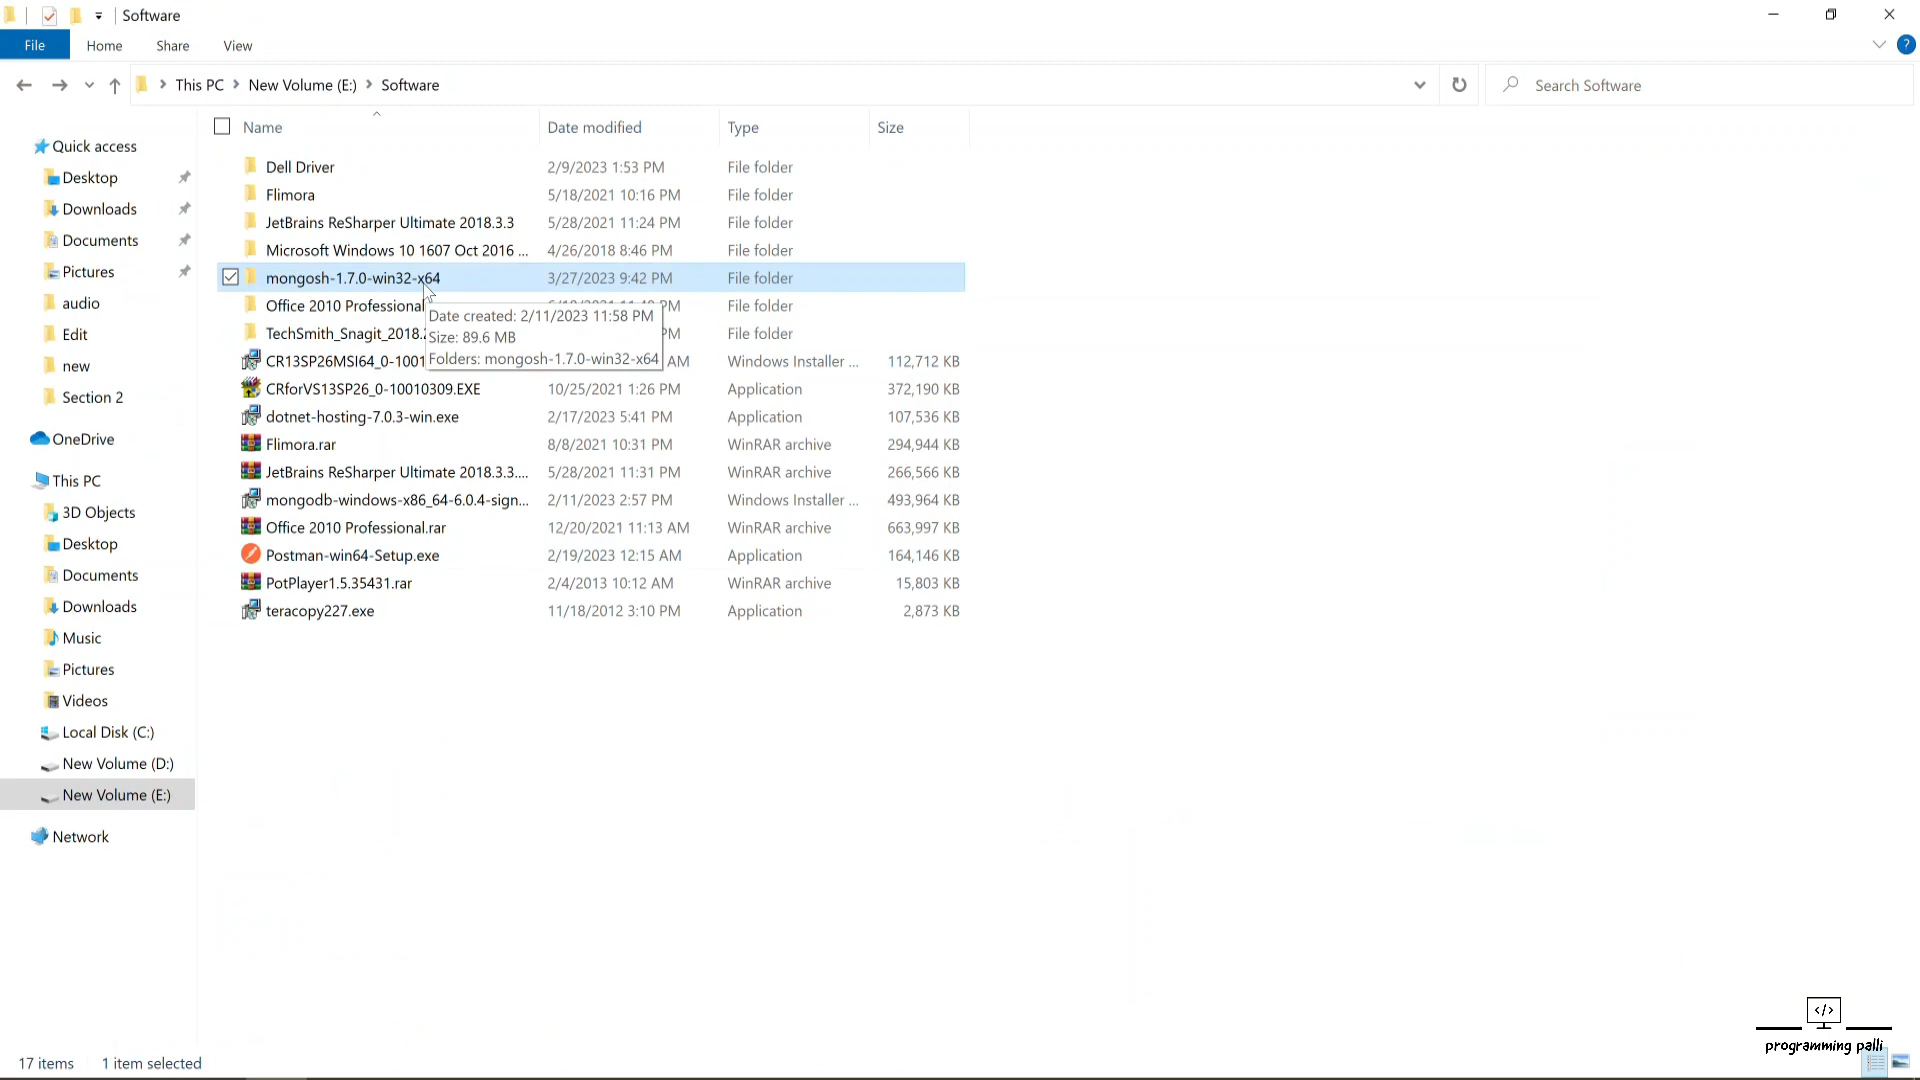 Software
File Home Share View
This PC New Volume (E:) Software
Search Software
Name Date modified Type Size
Quick access
Desktop
Downloads
Documents
Pictures
audio
Edit
new
Section 2
OneDrive
This PC
3D Objects
Desktop
Documents
Downloads
Music
Pictures
Videos
Local Disk (C:)
New Volume (D:)
New Volume (E:)
Network
Dell Driver 2/9/2023 1:53 PM File folder
Flimora 5/18/2021 10:16 PM File folder
JetBrains ReSharper Ultimate 2018.3.3 5/28/2021 11:24 PM File folder
Microsoft Windows 10 1607 Oct 2016 ... 4/26/2018 8:46 PM File folder
mongosh-1.7.0-win32-x64 3/27/2023 9:42 PM File folder
Office 2010 Professional File folder
TechSmith_Snagit_2018. PM File folder
Date created: 2/11/2023 11:58 PM
Size: 89.6 MB
Folders: mongosh-1.7.0-win32-x64
CR13SP26MSI64_0-1001 AM Windows Installer ... 112,712 KB
CRforVS13SP26_0-10010309.EXE 10/25/2021 1:26 PM Application 372,190 KB
dotnet-hosting-7.0.3-win.exe 2/17/2023 5:41 PM Application 107,536 KB
Flimora.rar 8/8/2021 10:31 PM WinRAR archive 294,944 KB
JetBrains ReSharper Ultimate 2018.3.3.... 5/28/2021 11:31 PM WinRAR archive 266,566 KB
mongodb-windows-x86_64-6.0.4-sign... 2/11/2023 2:57 PM Windows Installer ... 493,964 KB
Office 2010 Professional.rar 12/20/2021 11:13 AM WinRAR archive 663,997 KB
Postman-win64-Setup.exe 2/19/2023 12:15 AM Application 164,146 KB
PotPlayer1.5.35431.rar 2/4/2013 10:12 AM WinRAR archive 15,803 KB
teracopy227.exe 11/18/2012 3:10 PM Application 2,873 KB
</>
programming palli
17 items 1 item selected